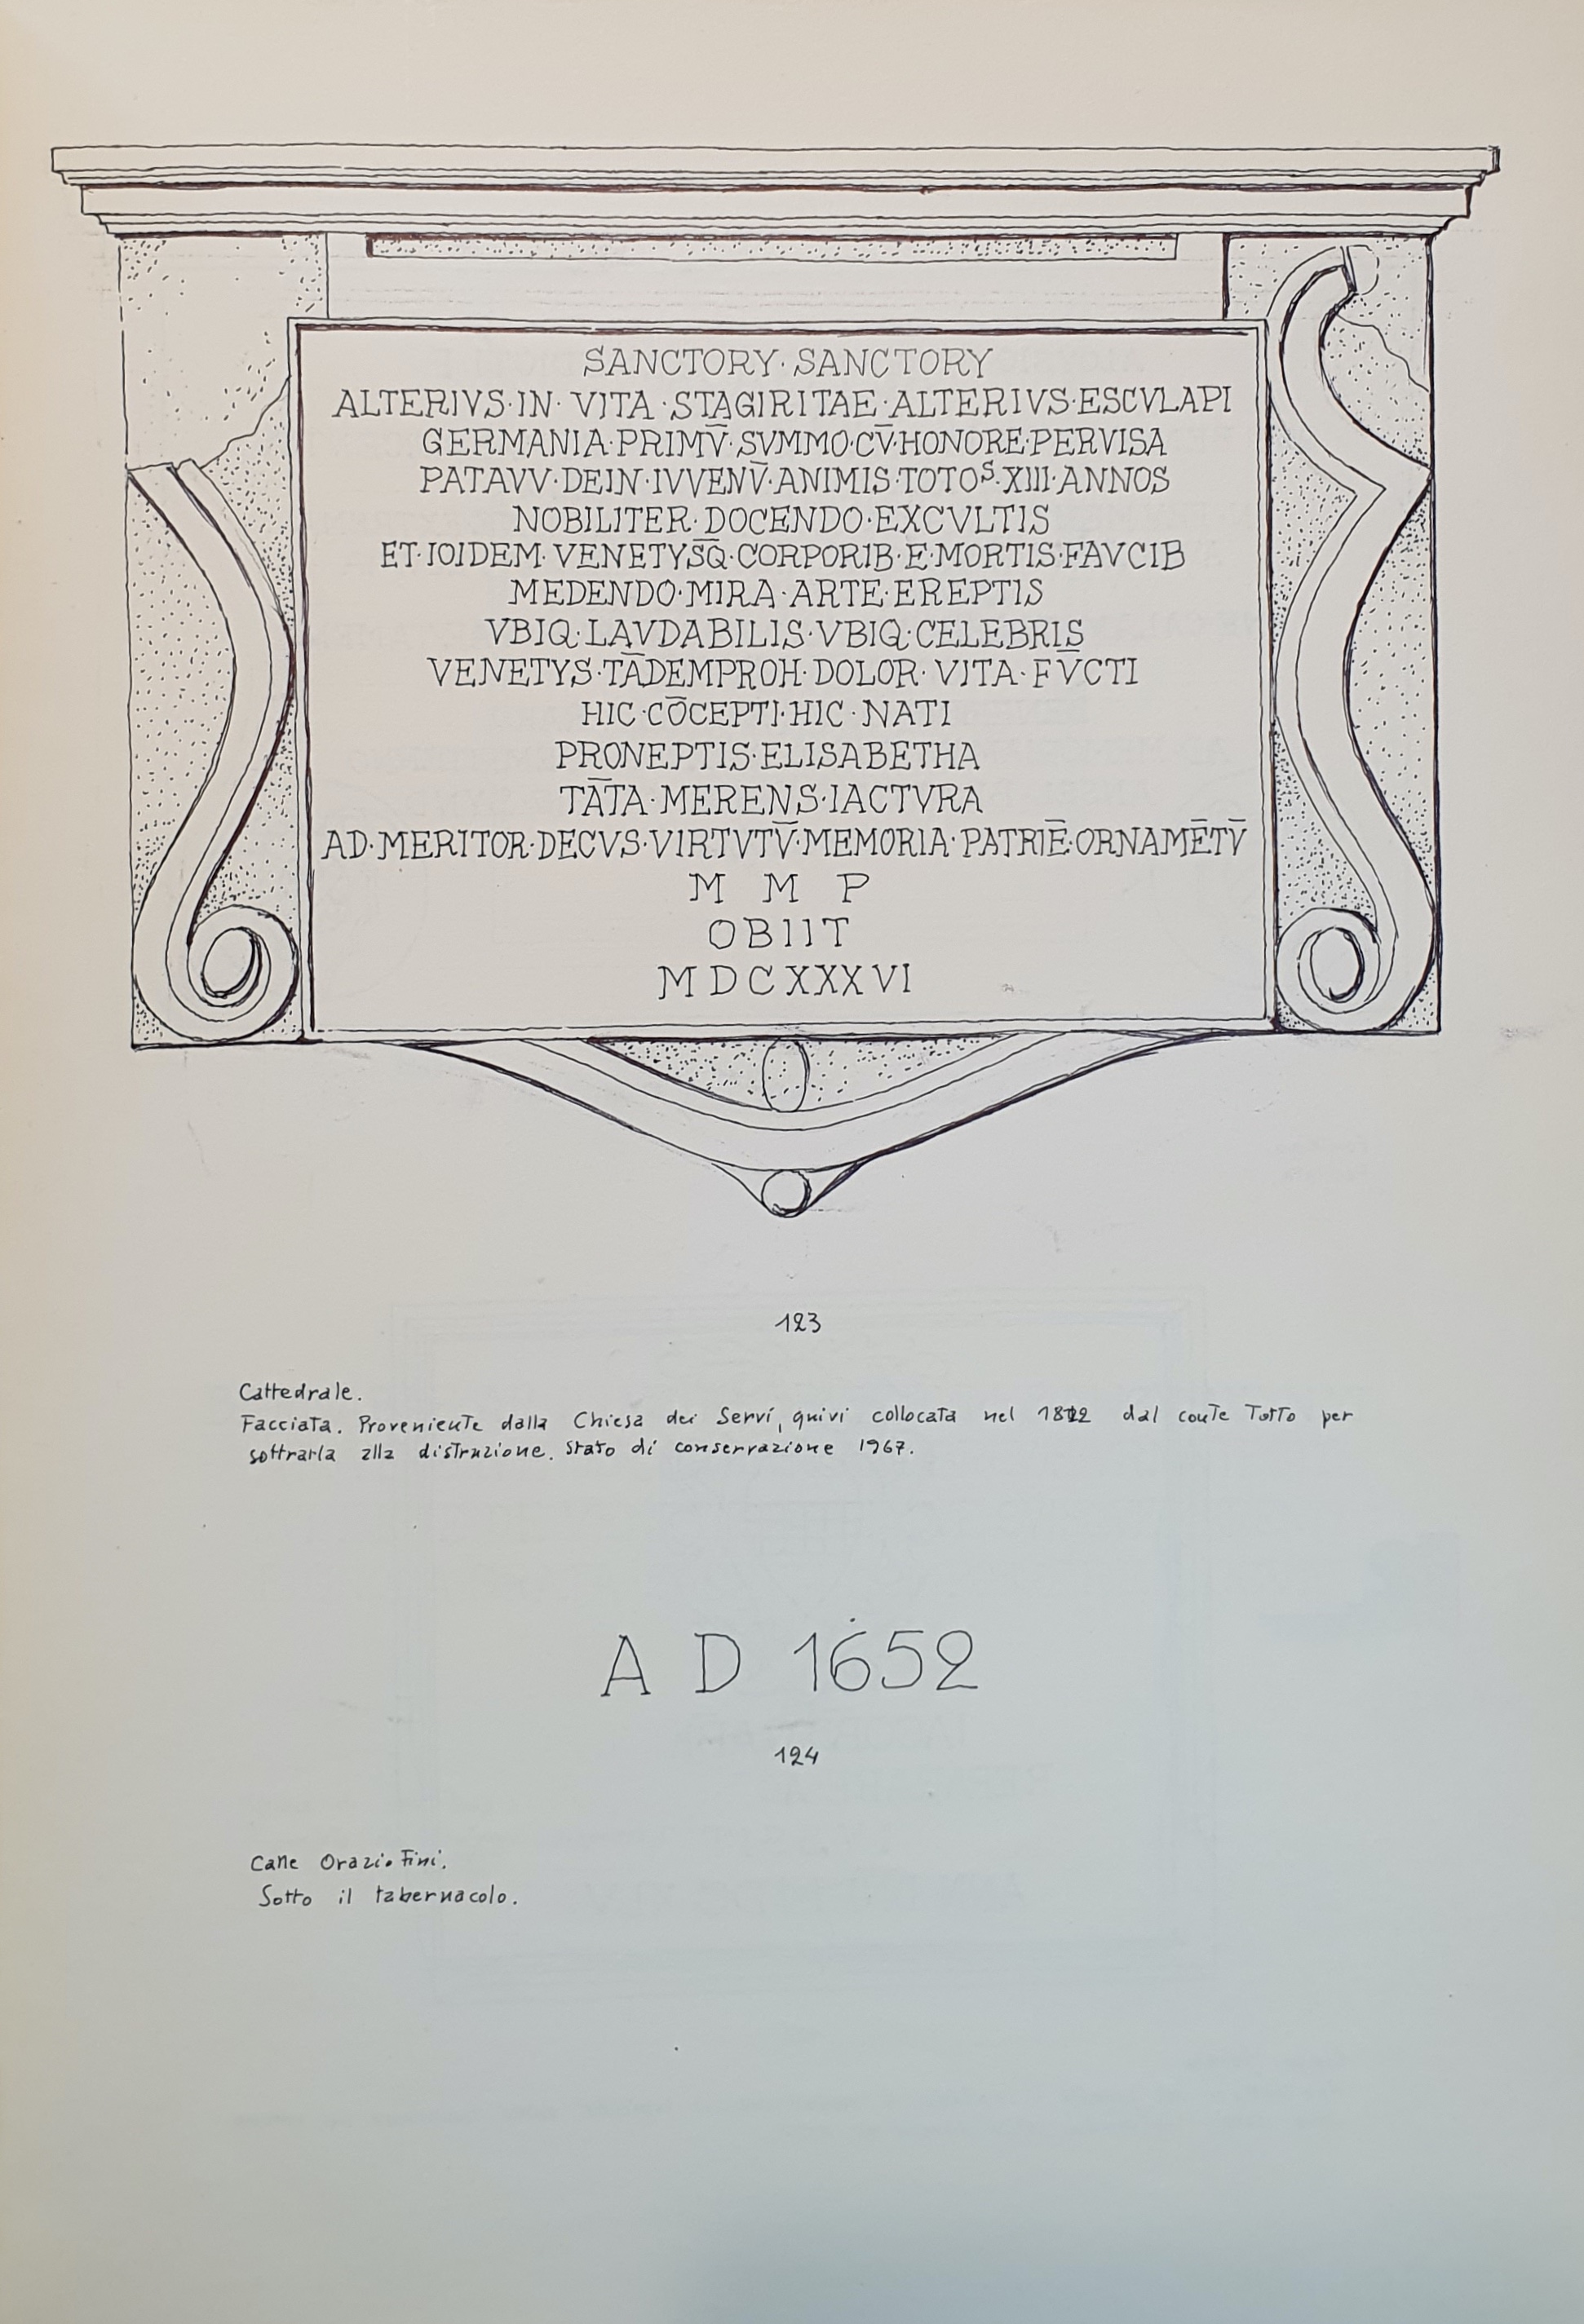 SANCTORY·SANCTORY
ALTERIVS·IN·VITA·STAGIRITAE·ALTERIVS·ESCVLAPI
GERMANIA·PRIMV̄·SVMMO·CV̄·HONORE·PERVISA
PATAVV·DEIN·IVVENV̄·ANIMIS·TOTOˢ·XIII·ANNOS
NOBILITER·DOCENDO·EXCVLTIS
ET·IOIDEM·VENETYS̄Q̄·CORPORIB·E·MORTIS·FAVCIB
MEDENDO·MIRA·ARTE·EREPTIS
VBIQ·LAVDABILIS·VBIQ·CELEBRIS
VENETYS·TĀDEMPROH·DOLOR·VITA·FV̄CTI
HIC·CŌCEPTI·HIC·NATI
PRONEPTIS·ELISABETHA
TĀTA·MERENS·IACTVRA
AD·MERITOR·DECVS·VIRTVTV̄·MEMORIA·PATRIĒ·ORNAMĒTV̄
M M P
OBIIT
MDCXXXVI
123
Cattedrale.
Facciata. Proveniente dalla Chiesa dei Servi, quivi collocata nel 1812 dal conte Totto per
sottrarla alla distruzione. Stato di conservazione 1967.
A D 1652
124
Calle Orazio Fini.
Sotto il tabernacolo.